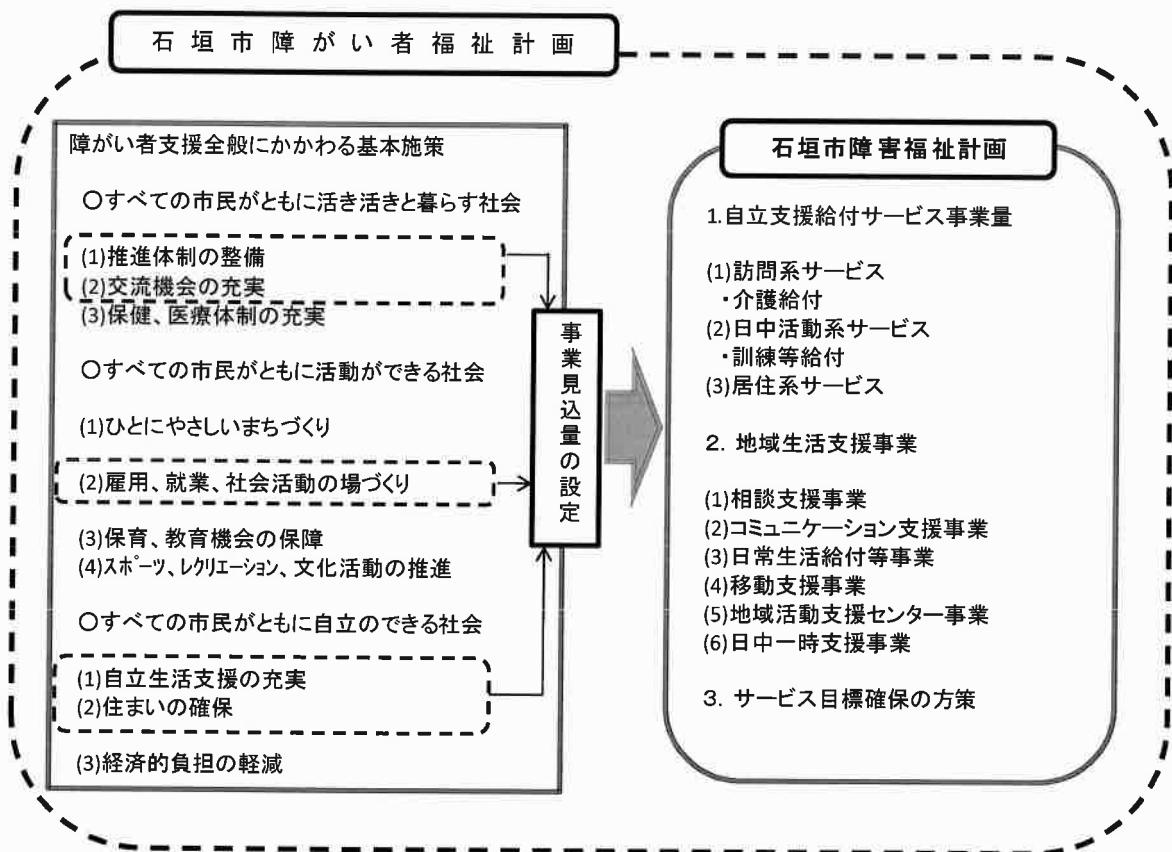 石垣市障がい者福祉計画
障がい者支援全般にかかわる基本施策
○すべての市民がともに活き活きと暮らす社会
(1)推進体制の整備
(2)交流機会の充実
(3)保健、医療体制の充実
○すべての市民がともに活動ができる社会
(1)ひとにやさしいまちづくり
(2)雇用、就業、社会活動の場づくり
(3)保育、教育機会の保障
(4)ｽﾎﾟｰﾂ、ﾚｸﾘｴｰｼｮﾝ、文化活動の推進
○すべての市民がともに自立のできる社会
(1)自立生活支援の充実
(2)住まいの確保
(3)経済的負担の軽減
事業見込量の設定
石垣市障害福祉計画
1.自立支援給付サービス事業量
(1)訪問系サービス
・介護給付
(2)日中活動系サービス
・訓練等給付
(3)居住系サービス
２．地域生活支援事業
(1)相談支援事業
(2)コミュニケーション支援事業
(3)日常生活給付等事業
(4)移動支援事業
(5)地域活動支援センター事業
(6)日中一時支援事業
３．サービス目標確保の方策